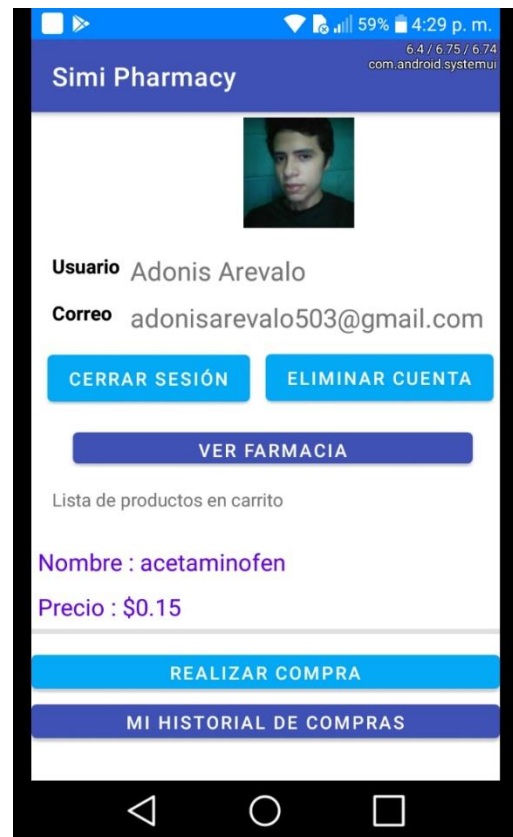 59% 4:29 p. m.
6.4 / 6.75 / 6.74
com.android.systemui
Simi Pharmacy
Usuario Adonis Arevalo
Correo adonisarevalo503@gmail.com
CERRAR SESIÓN ELIMINAR CUENTA
VER FARMACIA
Lista de productos en carrito
Nombre : acetaminofen
Precio : $0.15
REALIZAR COMPRA
MI HISTORIAL DE COMPRAS